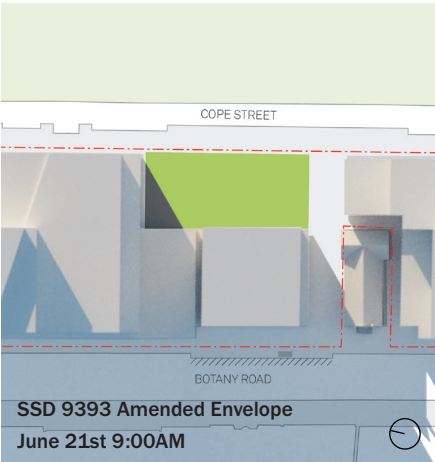 COPE STREET
BOTANY ROAD
SSD 9393 Amended Envelope
June 21st 9:00AM